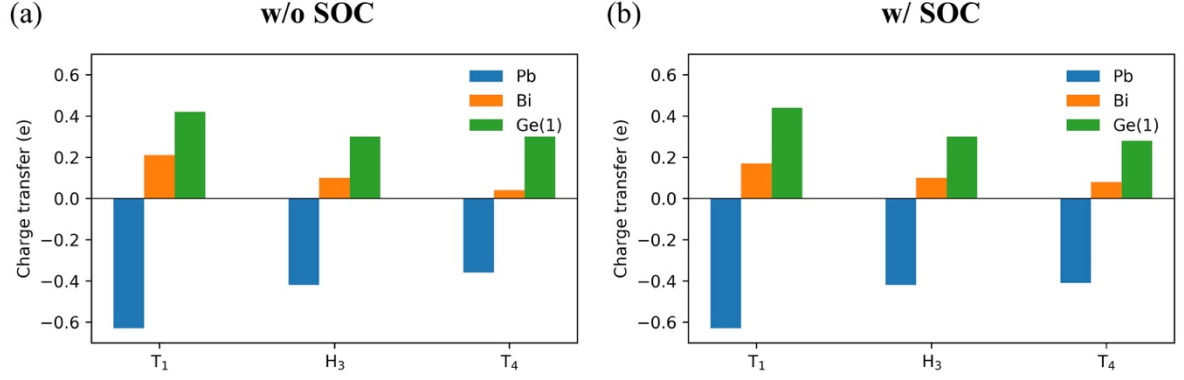 (a)
w/o SOC
Charge transfer (e)
0.6
0.4
0.2
0.0
−0.2
−0.4
−0.6
Pb
Bi
Ge(1)
T₁
H₃
T₄
(b)
w/ SOC
Charge transfer (e)
0.6
0.4
0.2
0.0
−0.2
−0.4
−0.6
Pb
Bi
Ge(1)
T₁
H₃
T₄